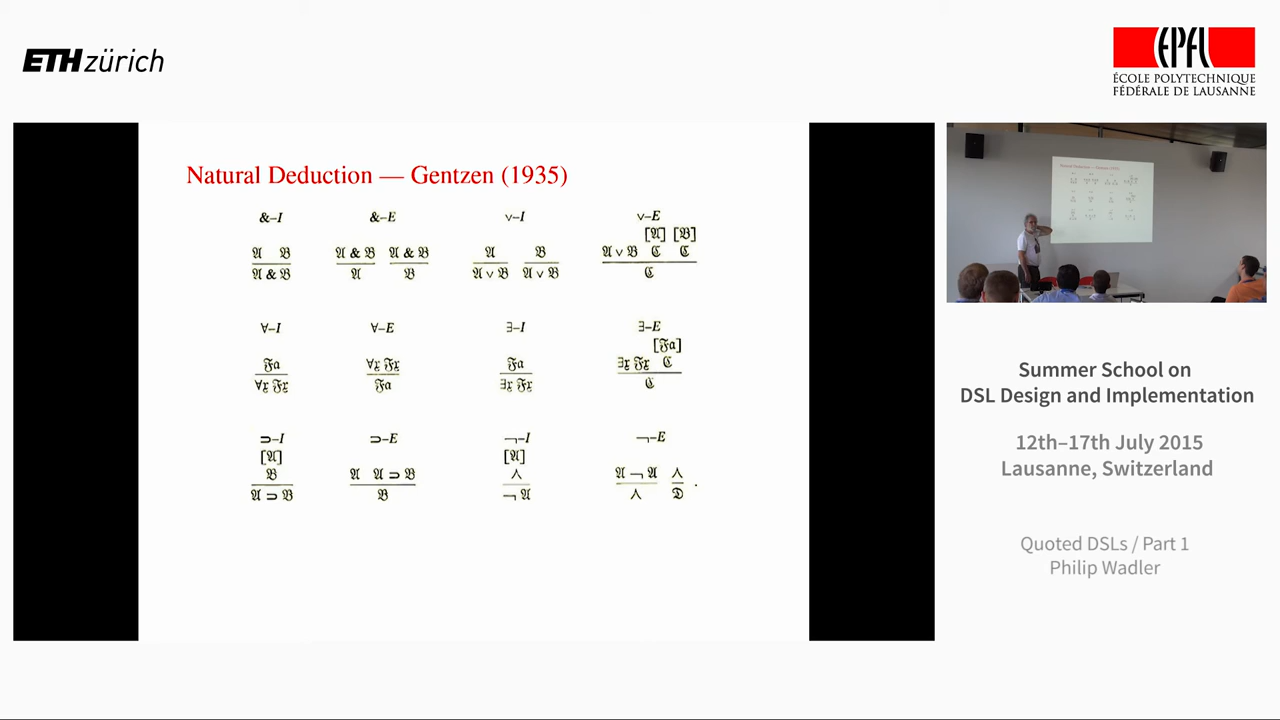 ETH zürich
EPFL
ÉCOLE POLYTECHNIQUE
FÉDÉRALE DE LAUSANNE
Natural Deduction — Gentzen (1935)
&–I &–E ∨–I ∨–E
[𝔄] [𝔅]
𝔄 𝔅 𝔄 & 𝔅 𝔄 & 𝔅 𝔄 𝔅 𝔄 ∨ 𝔅 ℭ ℭ
𝔄 & 𝔅 𝔄 𝔅 𝔄 ∨ 𝔅 𝔄 ∨ 𝔅 ℭ
∀–I ∀–E ∃–I ∃–E
[𝔉𝔞]
𝔉𝔞 ∀𝔵 𝔉𝔵 𝔉𝔞 ∃𝔵 𝔉𝔵 ℭ
∀𝔵 𝔉𝔵 𝔉𝔞 ∃𝔵 𝔉𝔵 ℭ
⊃–I ⊃–E ¬–I ¬–E
[𝔄] [𝔄]
𝔅 𝔄 𝔄 ⊃ 𝔅 ⋏ 𝔄 ¬ 𝔄 ⋏
𝔄 ⊃ 𝔅 𝔅 ¬ 𝔄 ⋏ 𝔇 .
Summer School on
DSL Design and Implementation
12th–17th July 2015
Lausanne, Switzerland
Quoted DSLs / Part 1
Philip Wadler